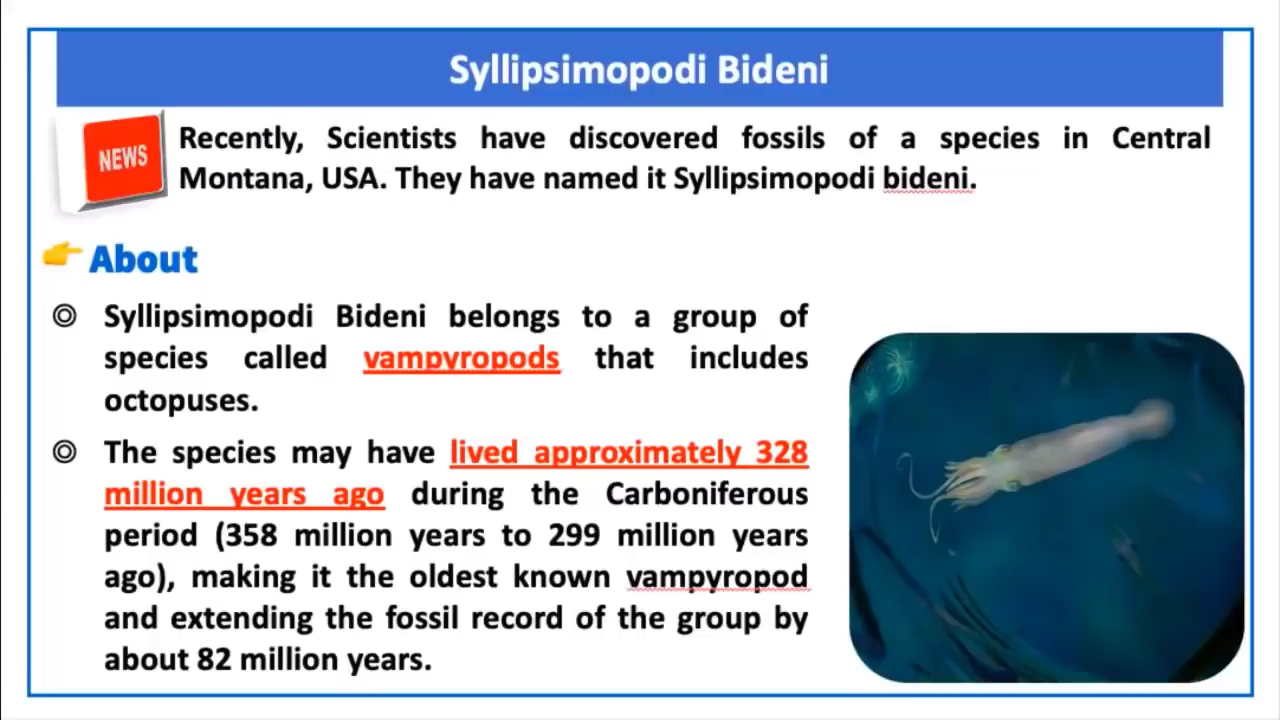 Syllipsimopodi Bideni
NEWS
Recently, Scientists have discovered fossils of a species in Central
Montana, USA. They have named it Syllipsimopodi bideni.
About
Syllipsimopodi Bideni belongs to a group of
species called vampyropods that includes
octopuses.
The species may have lived approximately 328
million years ago during the Carboniferous
period (358 million years to 299 million years
ago), making it the oldest known vampyropod
and extending the fossil record of the group by
about 82 million years.